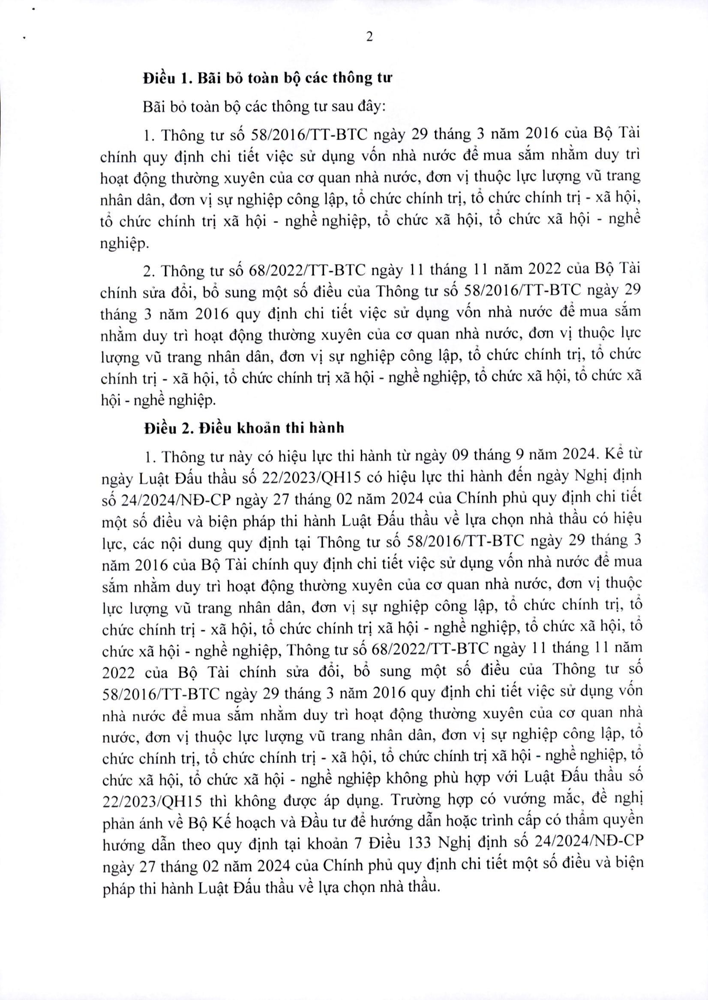 2
Điều 1. Bãi bỏ toàn bộ các thông tư
Bãi bỏ toàn bộ các thông tư sau đây:
1. Thông tư số 58/2016/TT-BTC ngày 29 tháng 3 năm 2016 của Bộ Tài
chính quy định chi tiết việc sử dụng vốn nhà nước để mua sắm nhằm duy trì
hoạt động thường xuyên của cơ quan nhà nước, đơn vị thuộc lực lượng vũ trang
nhân dân, đơn vị sự nghiệp công lập, tổ chức chính trị, tổ chức chính trị - xã hội,
tổ chức chính trị xã hội - nghề nghiệp, tổ chức xã hội, tổ chức xã hội - nghề
nghiệp.
2. Thông tư số 68/2022/TT-BTC ngày 11 tháng 11 năm 2022 của Bộ Tài
chính sửa đổi, bổ sung một số điều của Thông tư số 58/2016/TT-BTC ngày 29
tháng 3 năm 2016 quy định chi tiết việc sử dụng vốn nhà nước để mua sắm
nhằm duy trì hoạt động thường xuyên của cơ quan nhà nước, đơn vị thuộc lực
lượng vũ trang nhân dân, đơn vị sự nghiệp công lập, tổ chức chính trị, tổ chức
chính trị - xã hội, tổ chức chính trị xã hội - nghề nghiệp, tổ chức xã hội, tổ chức xã
hội - nghề nghiệp.
Điều 2. Điều khoản thi hành
1. Thông tư này có hiệu lực thi hành từ ngày 09 tháng 9 năm 2024. Kể từ
ngày Luật Đấu thầu số 22/2023/QH15 có hiệu lực thi hành đến ngày Nghị định
số 24/2024/NĐ-CP ngày 27 tháng 02 năm 2024 của Chính phủ quy định chi tiết
một số điều và biện pháp thi hành Luật Đấu thầu về lựa chọn nhà thầu có hiệu
lực, các nội dung quy định tại Thông tư số 58/2016/TT-BTC ngày 29 tháng 3
năm 2016 của Bộ Tài chính quy định chi tiết việc sử dụng vốn nhà nước để mua
sắm nhằm duy trì hoạt động thường xuyên của cơ quan nhà nước, đơn vị thuộc
lực lượng vũ trang nhân dân, đơn vị sự nghiệp công lập, tổ chức chính trị, tổ
chức chính trị - xã hội, tổ chức chính trị xã hội - nghề nghiệp, tổ chức xã hội, tổ
chức xã hội - nghề nghiệp, Thông tư số 68/2022/TT-BTC ngày 11 tháng 11 năm
2022 của Bộ Tài chính sửa đổi, bổ sung một số điều của Thông tư số
58/2016/TT-BTC ngày 29 tháng 3 năm 2016 quy định chi tiết việc sử dụng vốn
nhà nước để mua sắm nhằm duy trì hoạt động thường xuyên của cơ quan nhà
nước, đơn vị thuộc lực lượng vũ trang nhân dân, đơn vị sự nghiệp công lập, tổ
chức chính trị, tổ chức chính trị - xã hội, tổ chức chính trị xã hội - nghề nghiệp, tổ
chức xã hội, tổ chức xã hội - nghề nghiệp không phù hợp với Luật Đấu thầu số
22/2023/QH15 thì không được áp dụng. Trường hợp có vướng mắc, đề nghị
phản ánh về Bộ Kế hoạch và Đầu tư để hướng dẫn hoặc trình cấp có thẩm quyền
hướng dẫn theo quy định tại khoản 7 Điều 133 Nghị định số 24/2024/NĐ-CP
ngày 27 tháng 02 năm 2024 của Chính phủ quy định chi tiết một số điều và biện
pháp thi hành Luật Đấu thầu về lựa chọn nhà thầu.